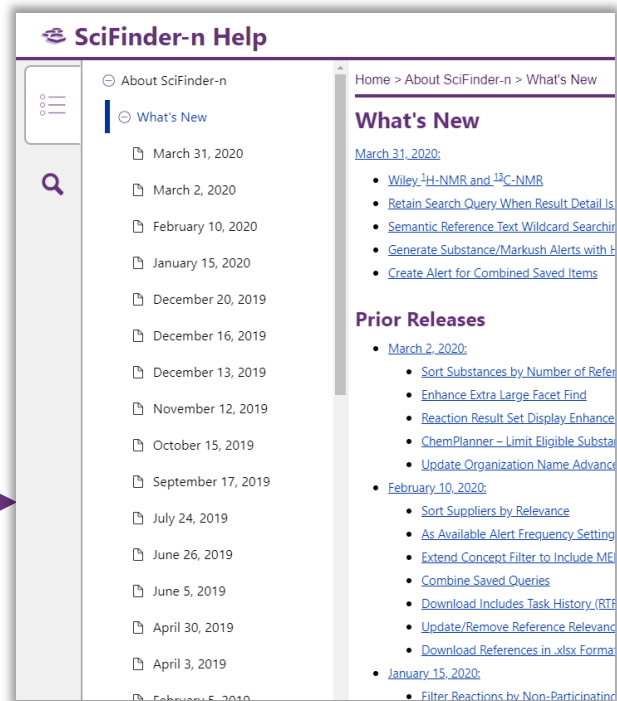 SciFinder-n Help
About SciFinder-n
What's New
March 31, 2020
March 2, 2020
February 10, 2020
January 15, 2020
December 20, 2019
December 16, 2019
December 13, 2019
November 12, 2019
October 15, 2019
September 17, 2019
July 24, 2019
June 26, 2019
June 5, 2019
April 30, 2019
April 3, 2019
February 5, 2019
Home > About SciFinder-n > What's New
What's New
March 31, 2020:
Wiley ¹H-NMR and ¹³C-NMR
Retain Search Query When Result Detail Is
Semantic Reference Text Wildcard Searchin
Generate Substance/Markush Alerts with H
Create Alert for Combined Saved Items
Prior Releases
March 2, 2020:
Sort Substances by Number of Refer
Enhance Extra Large Facet Find
Reaction Result Set Display Enhance
ChemPlanner – Limit Eligible Substa
Update Organization Name Advance
February 10, 2020:
Sort Suppliers by Relevance
As Available Alert Frequency Setting
Extend Concept Filter to Include ME
Combine Saved Queries
Download Includes Task History (RTF
Update/Remove Reference Relevanc
Download References in .xlsx Format
January 15, 2020:
Filter Reactions by Non-Participating